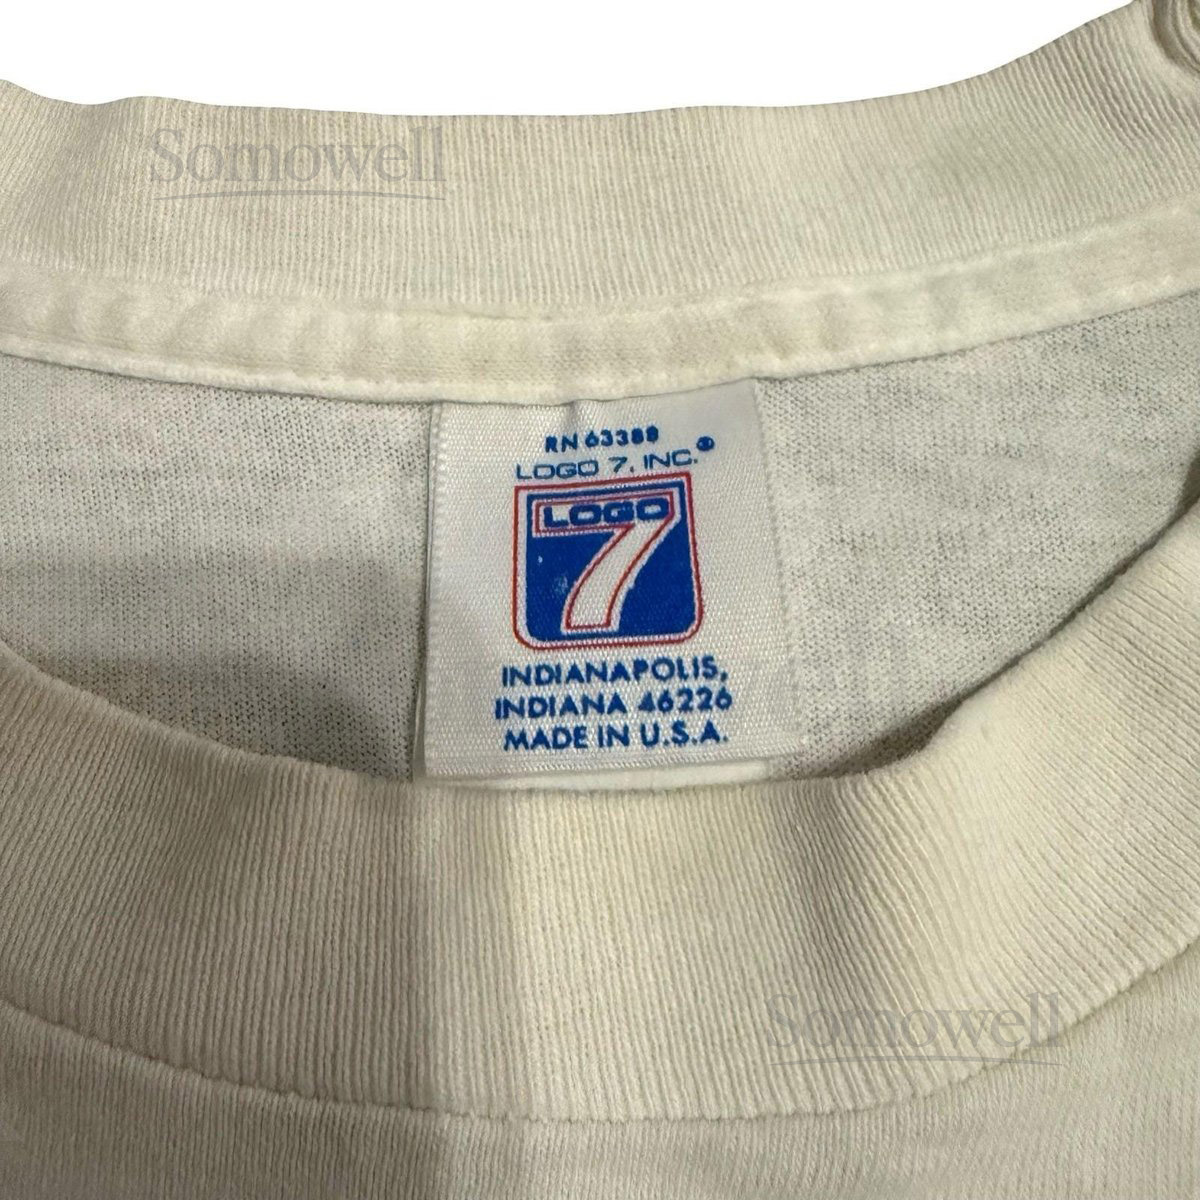 Somowell
RN 63388
LOGO 7, INC.®
LOGO
7
INDIANAPOLIS,
INDIANA 46226
MADE IN U.S.A.
Somowell